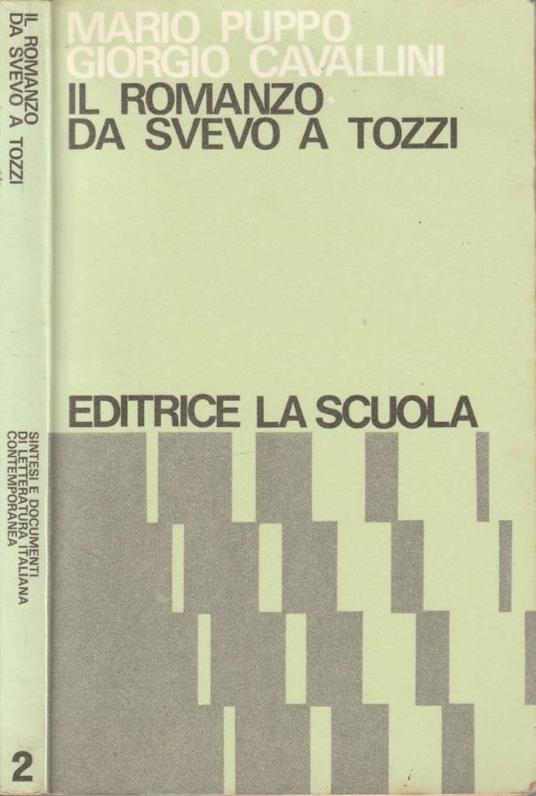 IL ROMANZO
DA SVEVO A TOZZI
SINTESI E DOCUMENTI
DI LETTERATURA ITALIANA
CONTEMPORANEA
2
MARIO PUPPO
GIORGIO CAVALLINI
IL ROMANZO
DA SVEVO A TOZZI
EDITRICE LA SCUOLA